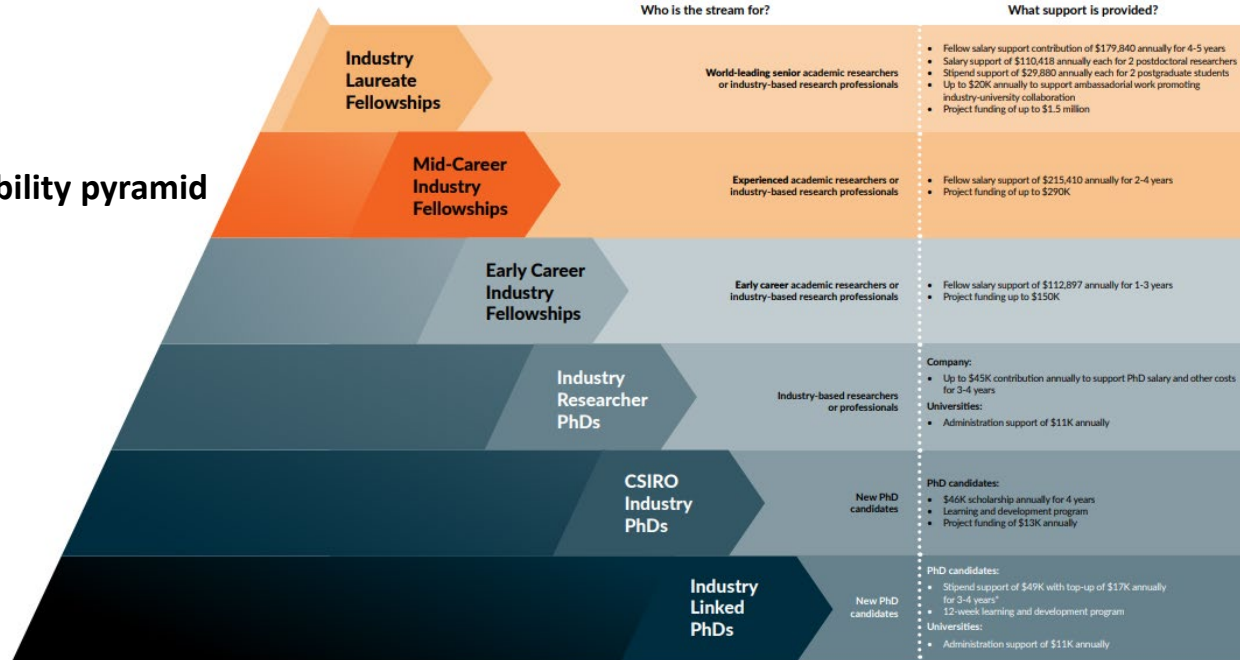 Who is the stream for?
What support is provided?
Industry
Laureate
Fellowships
World-leading senior academic researchers
or industry-based research professionals
• Fellow salary support contribution of $179,840 annually for 4-5 years
• Salary support of $110,418 annually each for 2 postdoctoral researchers
• Stipend support of $29,880 annually each for 2 postgraduate students
• Up to $20K annually to support ambassadorial work promoting
industry-university collaboration
• Project funding of up to $1.5 million
bility pyramid
Mid-Career
Industry
Fellowships
Experienced academic researchers or
industry-based research professionals
• Fellow salary support of $215,410 annually for 2-4 years
• Project funding of up to $290K
Early Career
Industry
Fellowships
Early career academic researchers or
industry-based research professionals
• Fellow salary support of $112,897 annually for 1-3 years
• Project funding up to $150K
Industry
Researcher
PhDs
Industry-based researchers
or professionals
Company:
• Up to $45K contribution annually to support PhD salary and other costs
for 3-4 years
Universities:
• Administration support of $11K annually
CSIRO
Industry
PhDs
New PhD
candidates
PhD candidates:
• $46K scholarship annually for 4 years
• Learning and development program
• Project funding of $13K annually
Industry
Linked
PhDs
New PhD
candidates
PhD candidates:
• Stipend support of $49K with top-up of $17K annually
for 3-4 years*
• 12-week learning and development program
Universities:
• Administration support of $11K annually